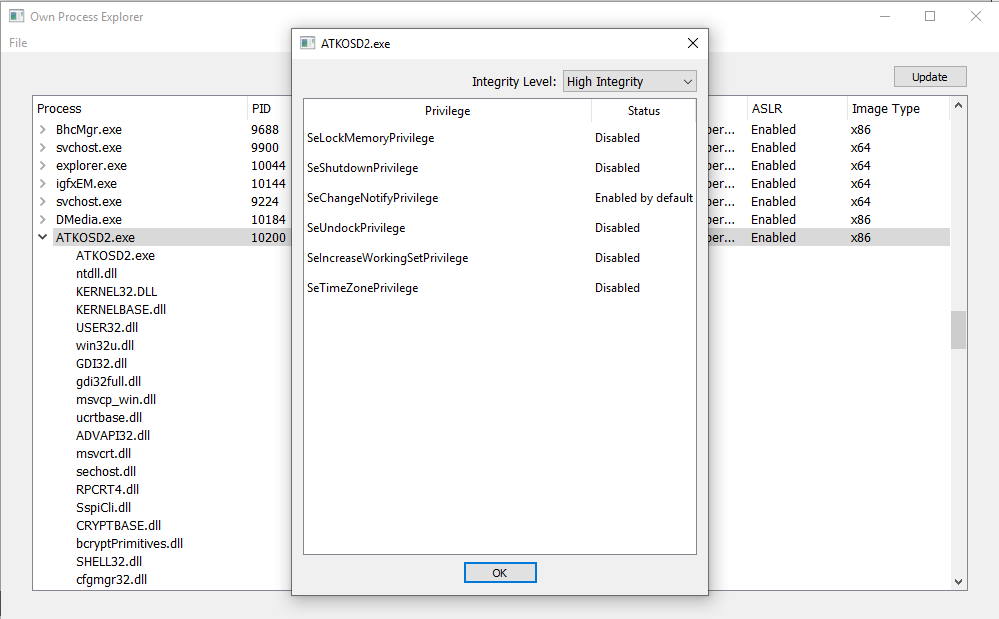 Own Process Explorer
File
ATKOSD2.exe
Integrity Level: High Integrity
Update
Privilege Status
SeLockMemoryPrivilege Disabled
SeShutdownPrivilege Disabled
SeChangeNotifyPrivilege Enabled by default
SeUndockPrivilege Disabled
SeIncreaseWorkingSetPrivilege Disabled
SeTimeZonePrivilege Disabled
OK
Process PID ASLR Image Type
BhcMgr.exe 9688 per... Enabled x86
svchost.exe 9900 Enabled x64
explorer.exe 10044 per... Enabled x64
igfxEM.exe 10144 per... Enabled x64
svchost.exe 9224 per... Enabled x64
DMedia.exe 10184 per... Enabled x86
ATKOSD2.exe 10200 per... Enabled x86
ATKOSD2.exe
ntdll.dll
KERNEL32.DLL
KERNELBASE.dll
USER32.dll
win32u.dll
GDI32.dll
gdi32full.dll
msvcp_win.dll
ucrtbase.dll
ADVAPI32.dll
msvcrt.dll
sechost.dll
RPCRT4.dll
SspiCli.dll
CRYPTBASE.dll
bcryptPrimitives.dll
SHELL32.dll
cfgmgr32.dll